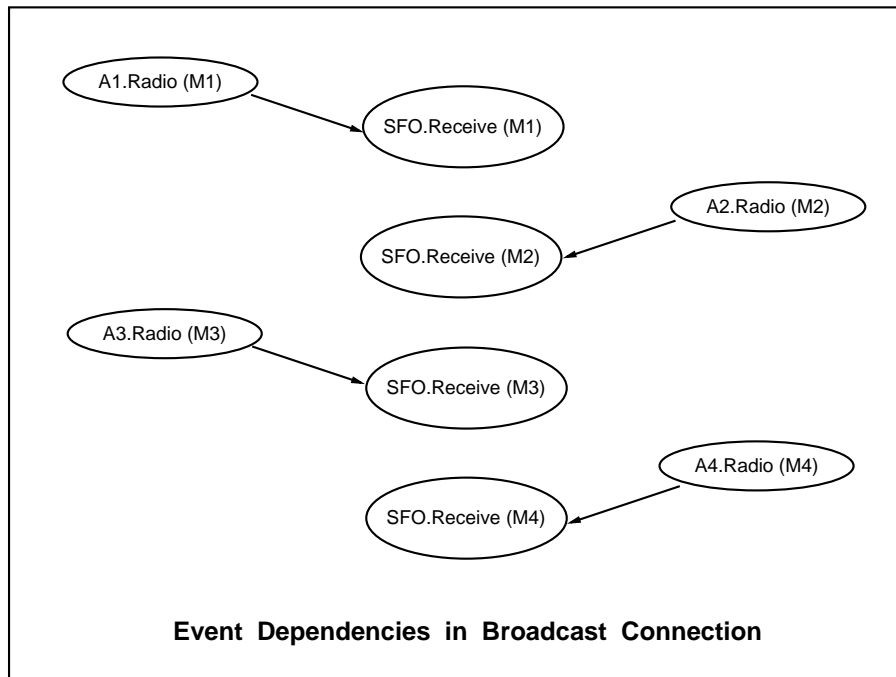 A1.Radio (M1)
SFO.Receive (M1)
A2.Radio (M2)
SFO.Receive (M2)
A3.Radio (M3)
SFO.Receive (M3)
A4.Radio (M4)
SFO.Receive (M4)
Event Dependencies in Broadcast Connection